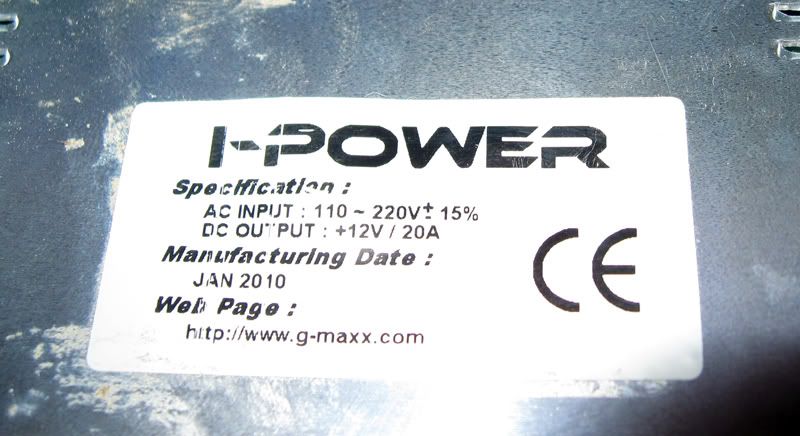 I-POWER
Specification :
AC INPUT : 110 ~ 220V± 15%
DC OUTPUT : +12V / 20A
Manufacturing Date :
JAN 2010
Web Page :
http://www.g-maxx.com
CE